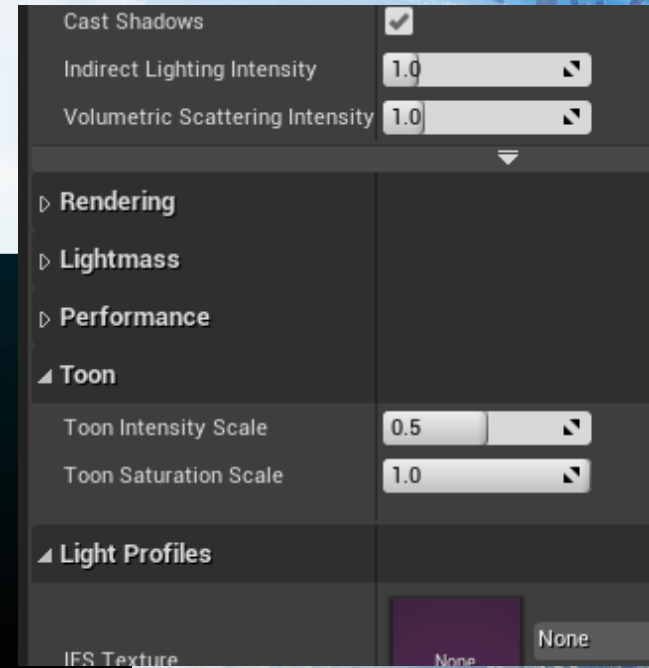 Cast Shadows
Indirect Lighting Intensity 1.0
Volumetric Scattering Intensity 1.0
Rendering
Lightmass
Performance
Toon
Toon Intensity Scale 0.5
Toon Saturation Scale 1.0
Light Profiles
None
IES Texture None